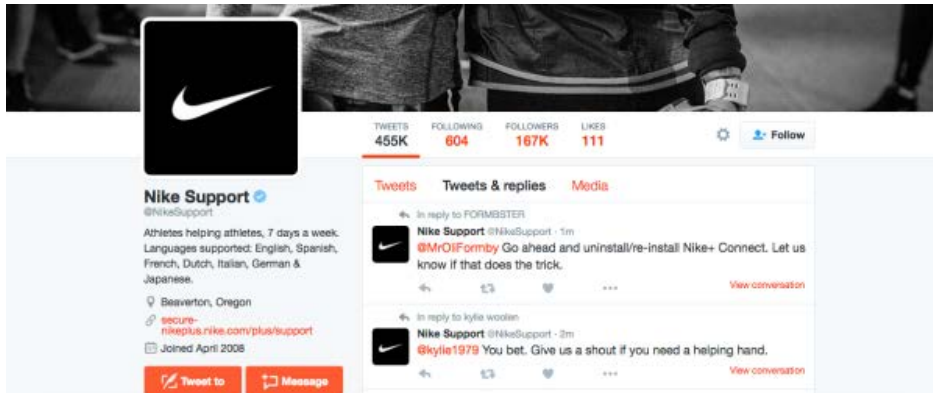 TWEETS FOLLOWING FOLLOWERS LIKES
455K 604 167K 111
Follow
Nike Support
@NikeSupport
Athletes helping athletes, 7 days a week.
Languages supported: English, Spanish,
French, Dutch, Italian, German &
Japanese.
Beaverton, Oregon
secure-
nikeplus.nike.com/plus/support
Joined April 2008
Tweet to Message
Tweets Tweets & replies Media
In reply to FORMBSTER
Nike Support @NikeSupport · 1m
@MrOliFormby Go ahead and uninstall/re-install Nike+ Connect. Let us
know if that does the trick.
View conversation
In reply to kylie woolen
Nike Support @NikeSupport · 2m
@kylie1979 You bet. Give us a shout if you need a helping hand.
View conversation